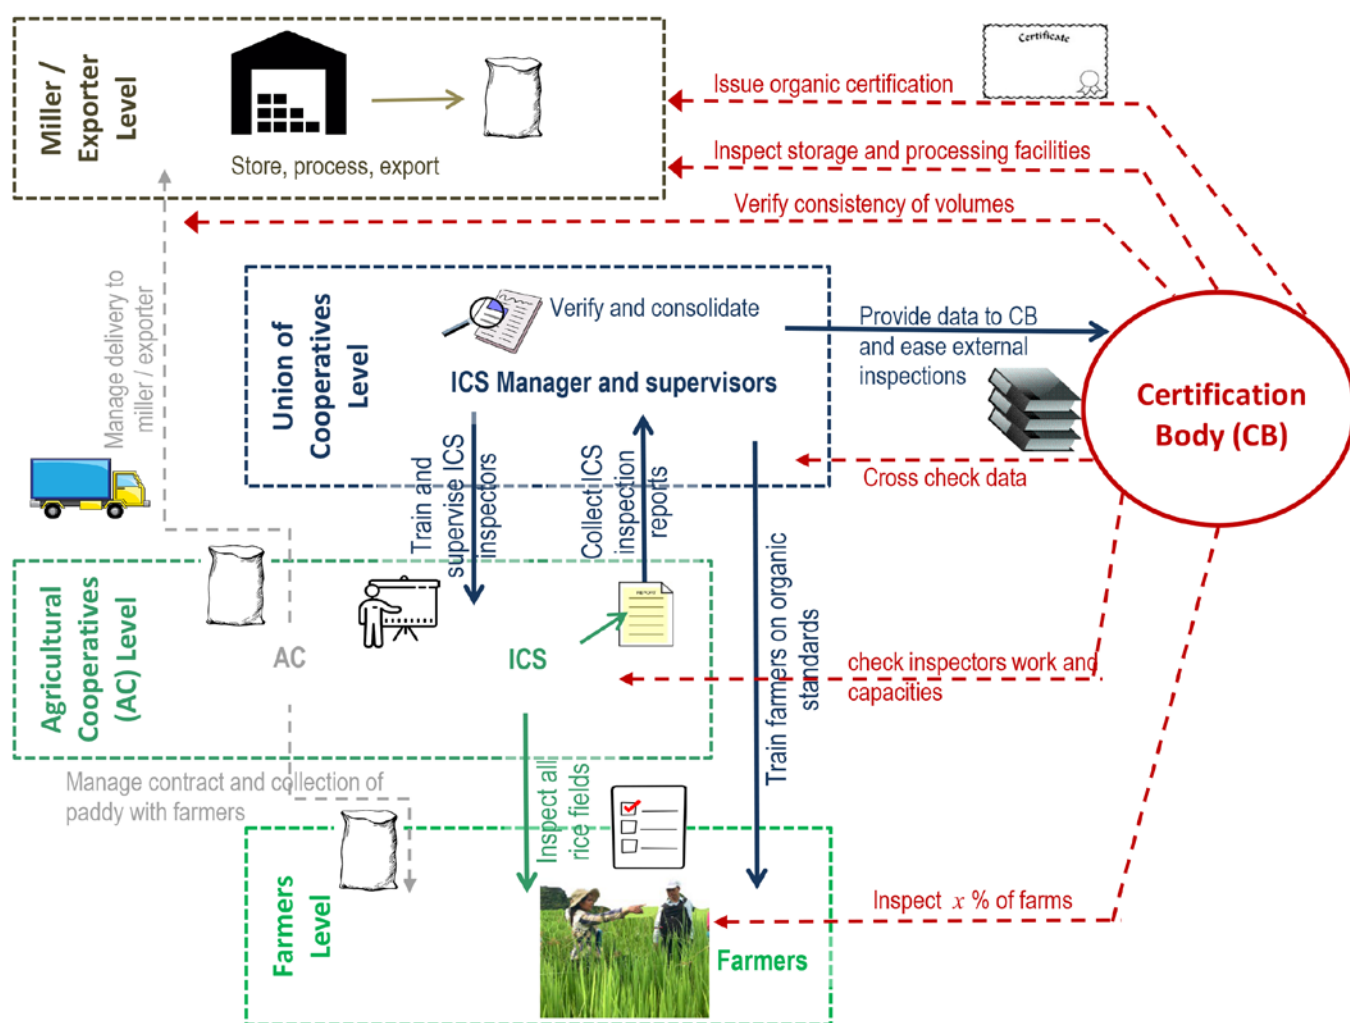 Miller /
Exporter
Level
Store, process, export
Certificate
Issue organic certification
Inspect storage and processing facilities
Verify consistency of volumes
Manage delivery to
miller / exporter
Union of
Cooperatives
Level
Verify and consolidate
ICS Manager and supervisors
Provide data to CB
and ease external
inspections
Certification
Body (CB)
Cross check data
Train and
supervise ICS
inspectors
Collect ICS
inspection
reports
Train farmers on organic
standards
Agricultural
Cooperatives
(AC) Level
AC
ICS
REPORT
check inspectors work and
capacities
Manage contract and collection of
paddy with farmers
Inspect all
rice fields
Farmers
Level
Farmers
Inspect x % of farms